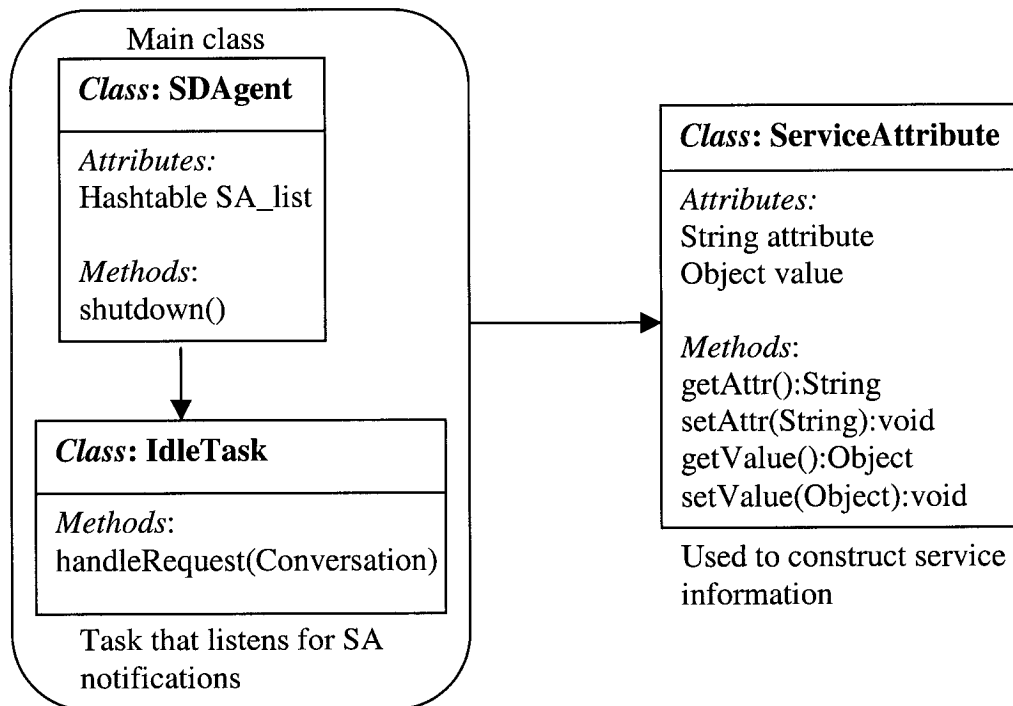 Main class
Class: SDAgent
Attributes:
Hashtable SA_list
Methods:
shutdown()
Class: IdleTask
Methods:
handleRequest(Conversation)
Task that listens for SA
notifications
Class: ServiceAttribute
Attributes:
String attribute
Object value
Methods:
getAttr():String
setAttr(String):void
getValue():Object
setValue(Object):void
Used to construct service
information